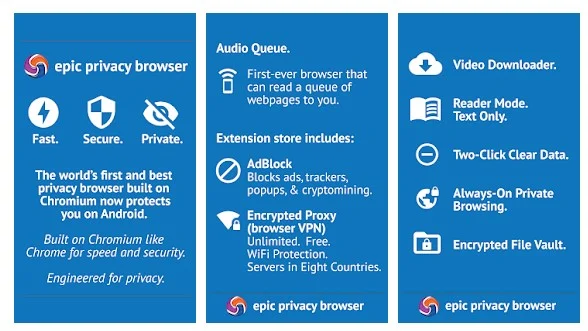 epic privacy browser
Fast. Secure. Private.
The world's first and best
privacy browser built on
Chromium now protects
you on Android.
Built on Chromium like
Chrome for speed and security.
Engineered for privacy.
Audio Queue.
First-ever browser that
can read a queue of
webpages to you.
Extension store includes:
AdBlock
Blocks ads, trackers,
popups, & cryptomining.
Encrypted Proxy
(browser VPN)
Unlimited. Free.
WiFi Protection.
Servers in Eight Countries.
epic privacy browser
Video Downloader.
Reader Mode.
Text Only.
Two-Click Clear Data.
Always-On Private
Browsing.
Encrypted File Vault.
epic privacy browser